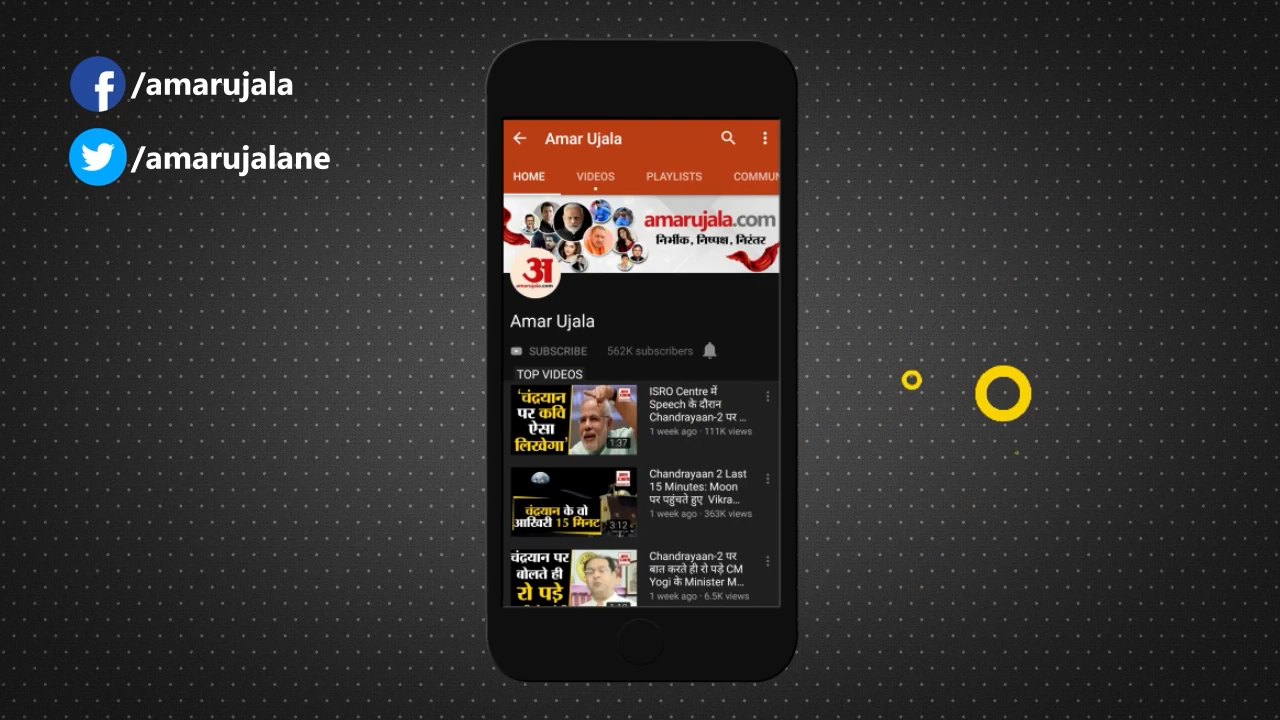 /amarujala
/amarujalane
Amar Ujala
HOME VIDEOS PLAYLISTS COMMUN
amarujala.com
निर्भीक, निष्पक्ष, निरंतर
अ
amarujala.com
Amar Ujala
SUBSCRIBE 562K subscribers
TOP VIDEOS
'चंद्रयान
पर कवि
ऐसा
लिखेगा'
1:37
ISRO Centre में
Speech के दौरान
Chandrayaan-2 पर ...
1 week ago · 111K views
चंद्रयान के वो
आखिरी 15 मिनट
3:12
Chandrayaan 2 Last
15 Minutes: Moon
पर पहुंचते हुए Vikra...
1 week ago · 363K views
चंद्रयान पर
बोलते ही
रो पड़े
Chandrayaan-2 पर
बात करते ही रो पड़े CM
Yogi के Minister M...
1 week ago · 6.5K views